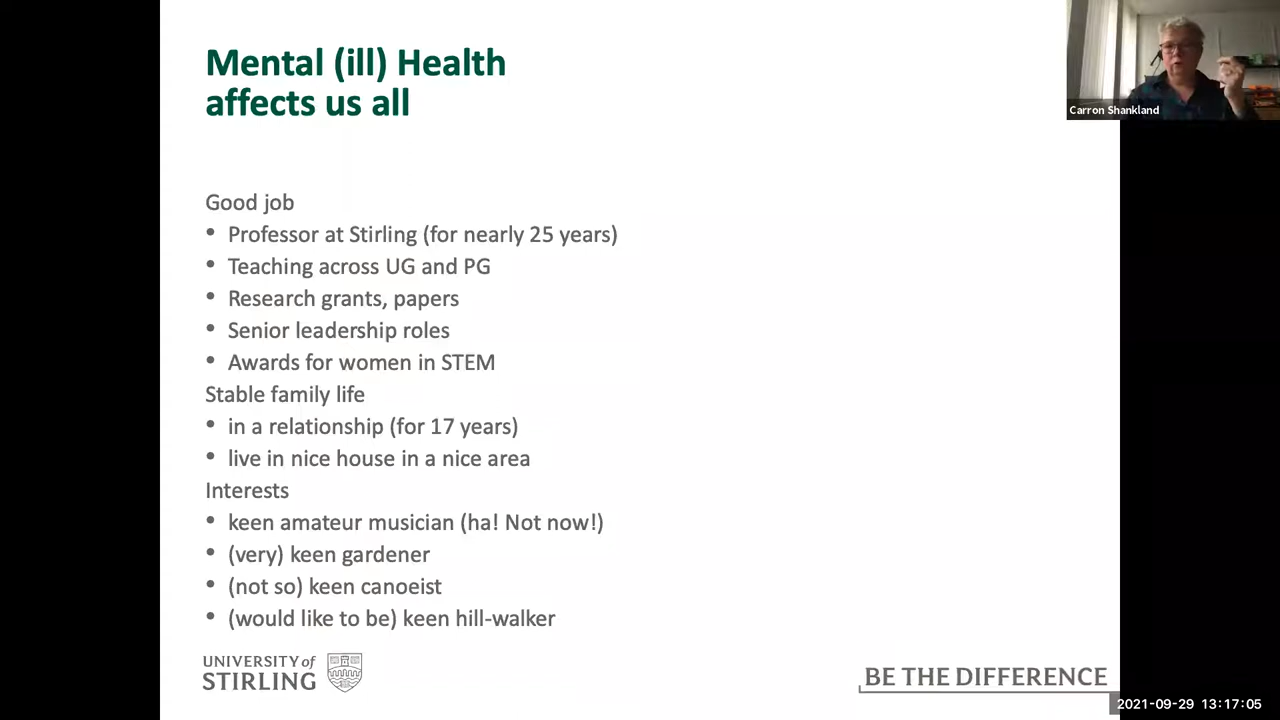 Mental (ill) Health
affects us all
Carron Shankland
Good job
• Professor at Stirling (for nearly 25 years)
• Teaching across UG and PG
• Research grants, papers
• Senior leadership roles
• Awards for women in STEM
Stable family life
• in a relationship (for 17 years)
• live in nice house in a nice area
Interests
• keen amateur musician (ha! Not now!)
• (very) keen gardener
• (not so) keen canoeist
• (would like to be) keen hill-walker
UNIVERSITY of
STIRLING
BE THE DIFFERENCE
2021-09-29 13:17:05